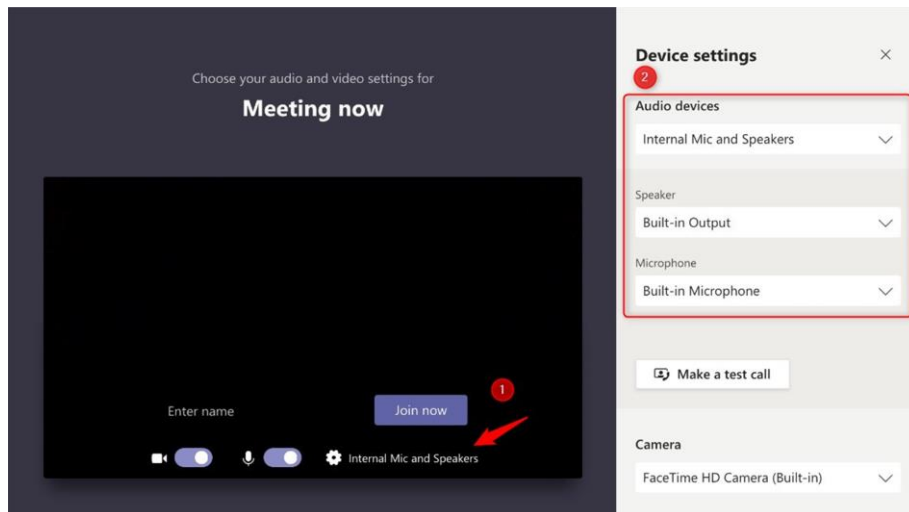 Choose your audio and video settings for
Meeting now
Enter name
Join now
1
Internal Mic and Speakers
Device settings
2
Audio devices
Internal Mic and Speakers
Speaker
Built-in Output
Microphone
Built-in Microphone
Make a test call
Camera
FaceTime HD Camera (Built-in)